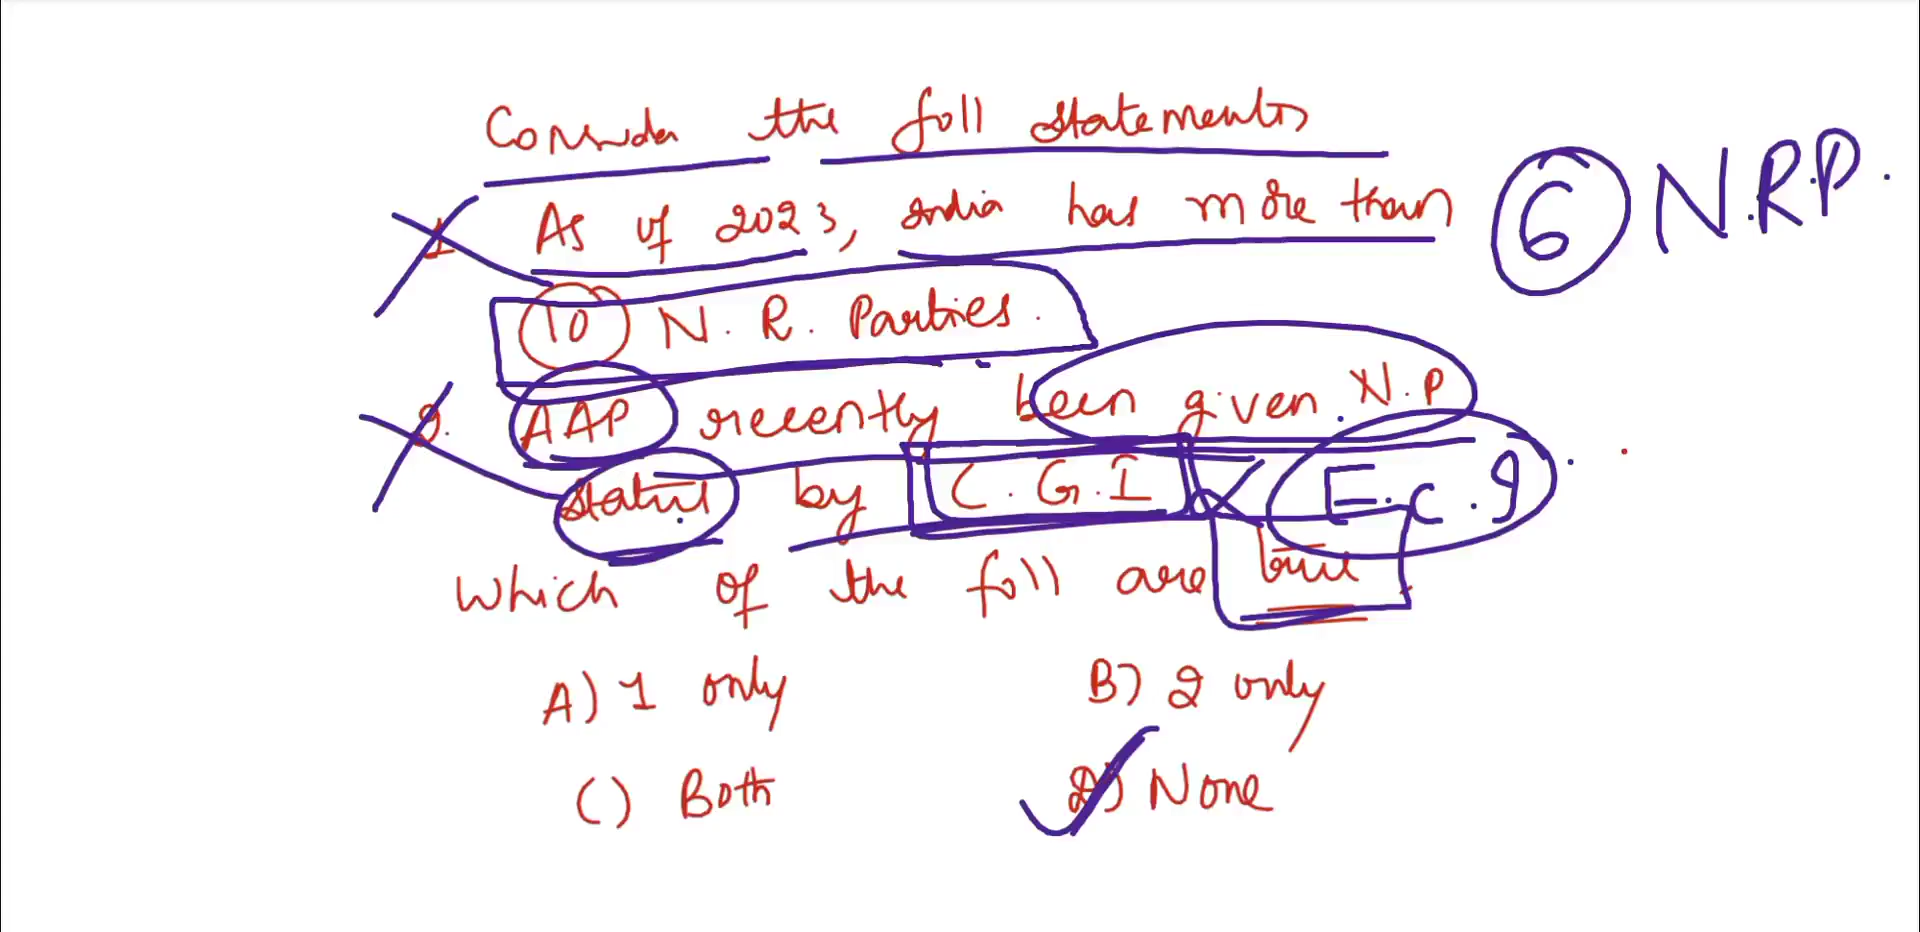 Consider the foll statements
1. As of 2023, India has more than
10 N. R. Parties.
6 N.R.P.
2. AAP recently been given N.P
status by C.G.I E.C.I
Which of the foll are true
A) 1 only
B) 2 only
C) Both
D) None